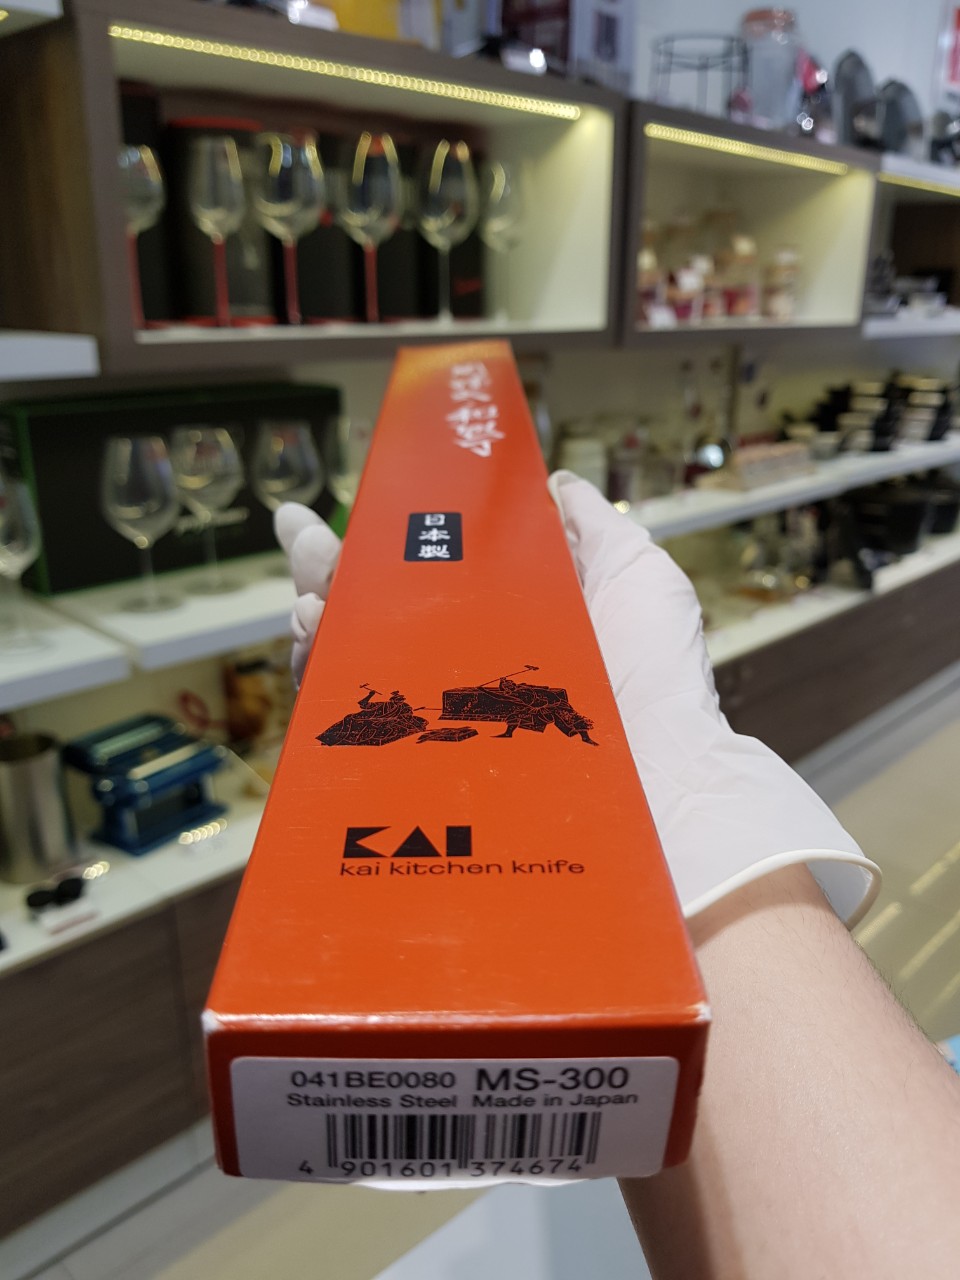 日本製
KAI
kai kitchen knife
041BE0080 MS-300
Stainless Steel Made in Japan
4 901601 374674